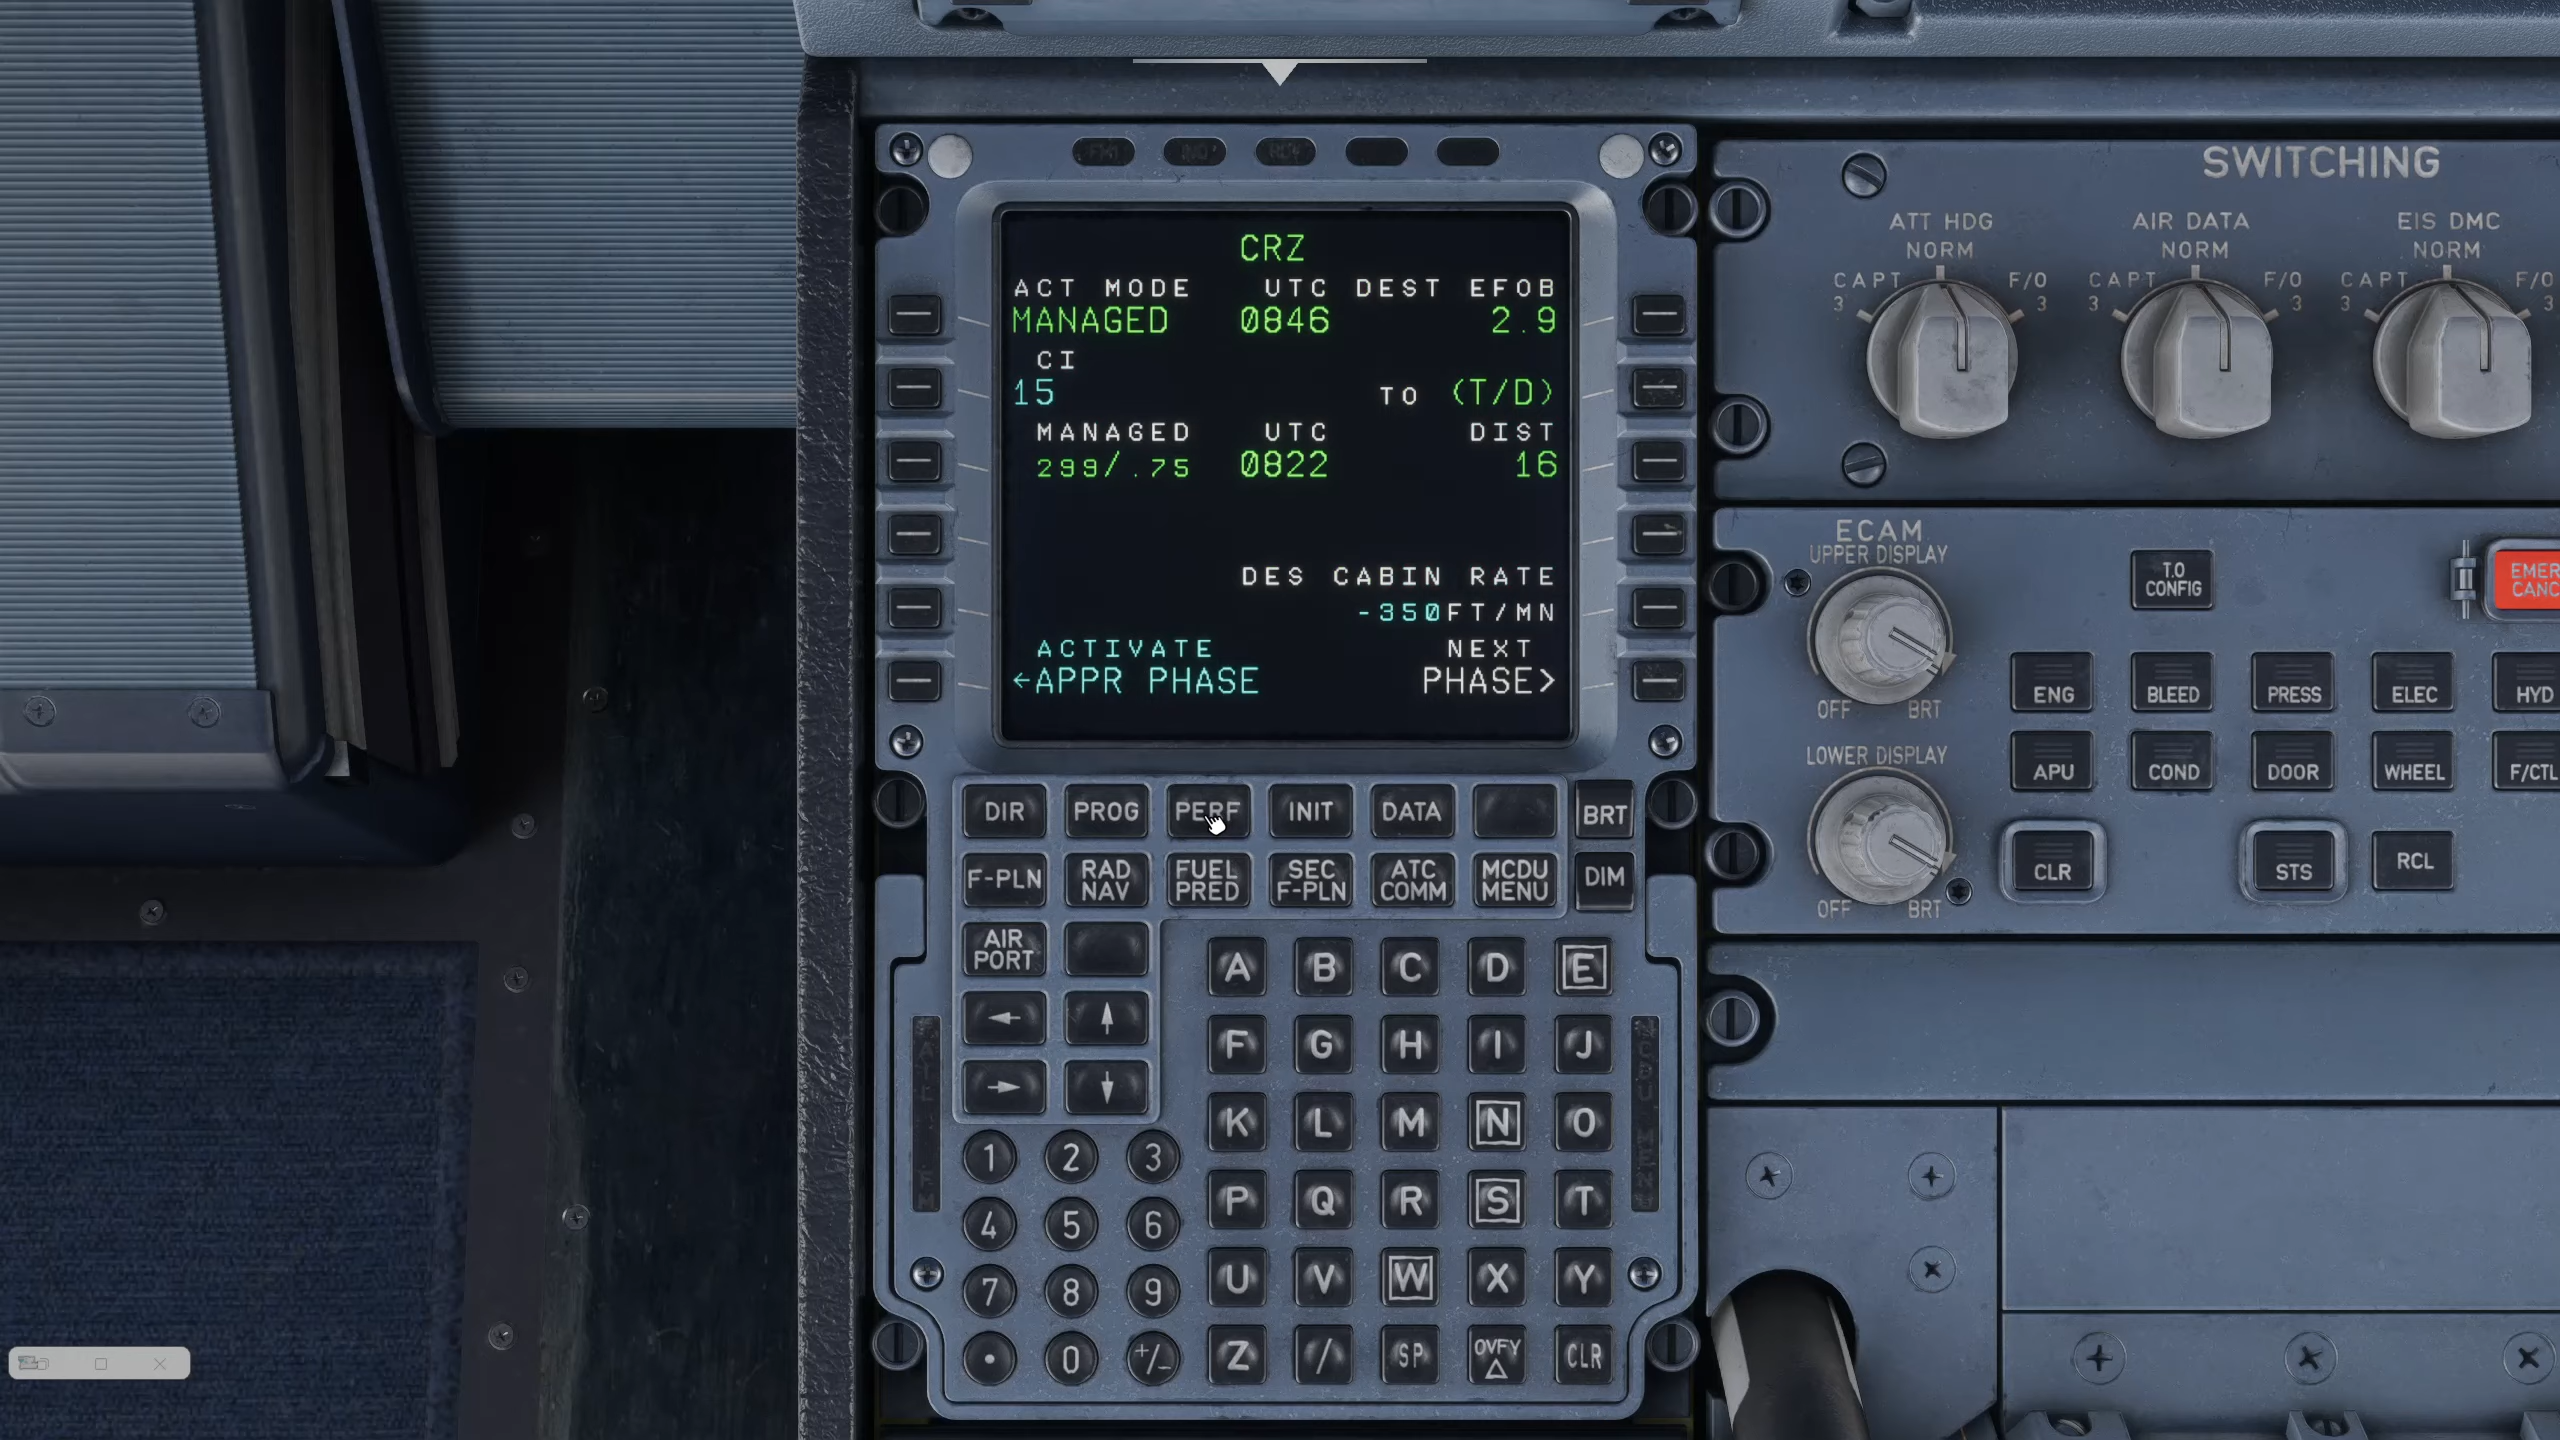 CRZ
ACT MODE UTC DEST EFOB
MANAGED 0846 2.9
CI
15 TO (T/D)
MANAGED UTC DIST
299/.75 0822 16
DES CABIN RATE
-350FT/MN
ACTIVATE NEXT
←APPR PHASE PHASE>
DIR PROG PERF INIT DATA BRT
F-PLN RAD NAV FUEL PRED SEC F-PLN ATC COMM MCDU MENU DIM
AIR PORT
← ↑
→ ↓
A B C D E
F G H I J
K L M N O
P Q R S T
U V W X Y
Z / SP OVFY △ CLR
1 2 3
4 5 6
7 8 9
. 0 +/-
SWITCHING
ATT HDG AIR DATA EIS DMC
NORM NORM NORM
CAPT 3 F/O 3 CAPT 3 F/O 3 CAPT 3 F/O 3
ECAM
UPPER DISPLAY
OFF BRT
LOWER DISPLAY
OFF BRT
T.O CONFIG
EMER CANC
ENG BLEED PRESS ELEC HYD
APU COND DOOR WHEEL F/CTL
CLR STS RCL